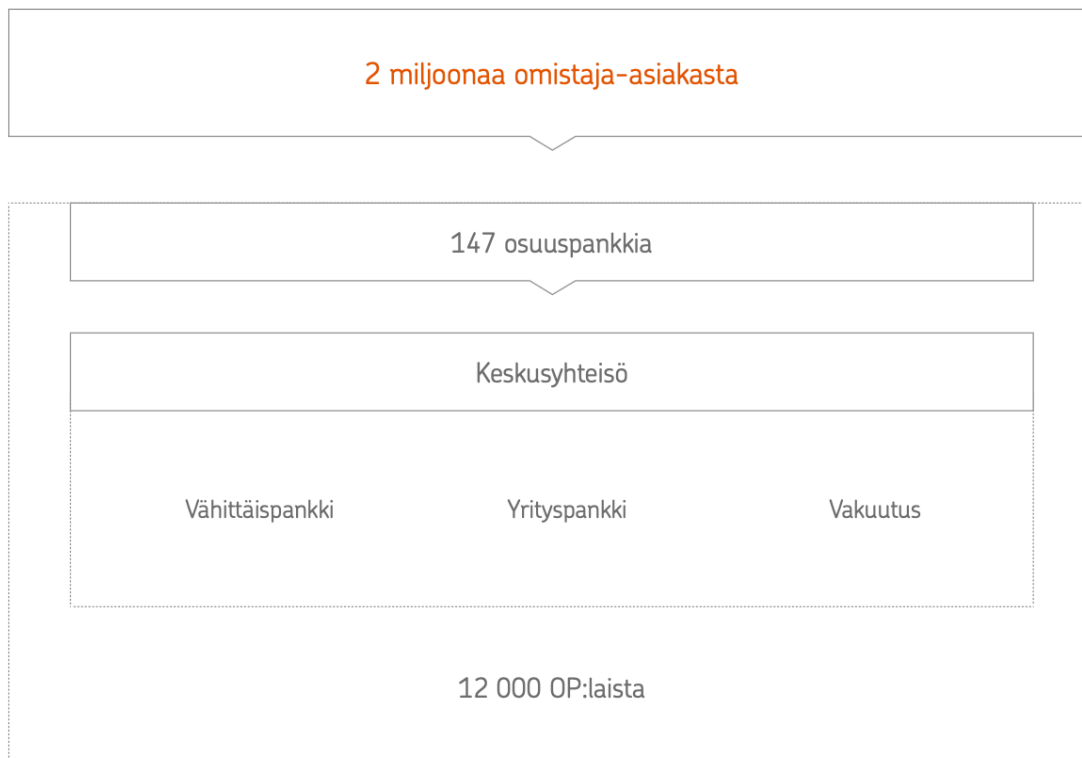 2 miljoonaa omistaja-asiakasta
147 osuuspankkia
Keskusyhteisö
Vähittäispankki
Yrityspankki
Vakuutus
12 000 OP:laista